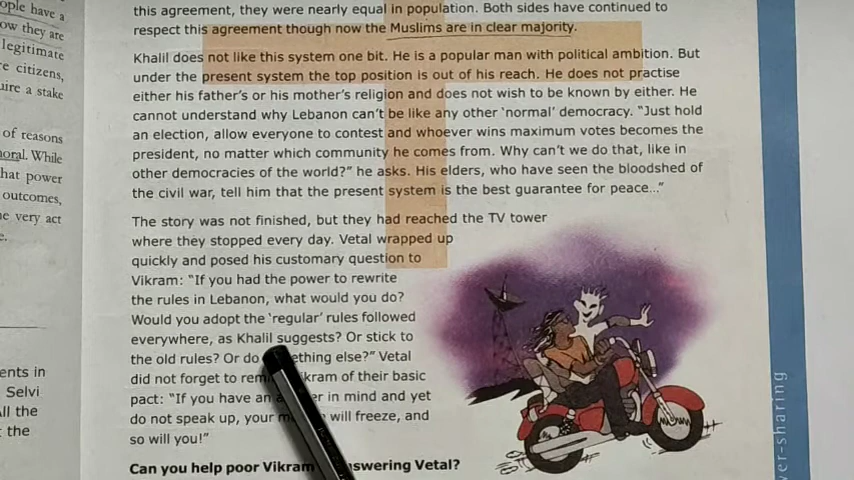 ople have a
ow they are
legitimate
e citizens,
uire a stake
of reasons
oral. While
hat power
outcomes,
ne very act
e.
ents in
Selvi
ll the
the
this agreement, they were nearly equal in population. Both sides have continued to
respect this agreement though now the Muslims are in clear majority.
Khalil does not like this system one bit. He is a popular man with political ambition. But
under the present system the top position is out of his reach. He does not practise
either his father's or his mother's religion and does not wish to be known by either. He
cannot understand why Lebanon can't be like any other 'normal' democracy. "Just hold
an election, allow everyone to contest and whoever wins maximum votes becomes the
president, no matter which community he comes from. Why can't we do that, like in
other democracies of the world?" he asks. His elders, who have seen the bloodshed of
the civil war, tell him that the present system is the best guarantee for peace..."
The story was not finished, but they had reached the TV tower
where they stopped every day. Vetal wrapped up
quickly and posed his customary question to
Vikram: "If you had the power to rewrite
the rules in Lebanon, what would you do?
Would you adopt the 'regular' rules followed
everywhere, as Khalil suggests? Or stick to
the old rules? Or do ething else?" Vetal
did not forget to rem kram of their basic
pact: "If you have an er in mind and yet
do not speak up, your m will freeze, and
so will you!"
Can you help poor Vikram nswering Vetal?
ver-sharing